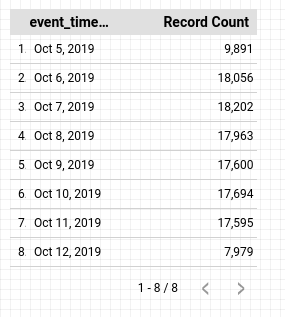 event_time... Record Count
1. Oct 5, 2019 9,891
2. Oct 6, 2019 18,056
3. Oct 7, 2019 18,202
4. Oct 8, 2019 17,963
5. Oct 9, 2019 17,600
6. Oct 10, 2019 17,694
7. Oct 11, 2019 17,595
8. Oct 12, 2019 7,979
1 - 8 / 8 < >